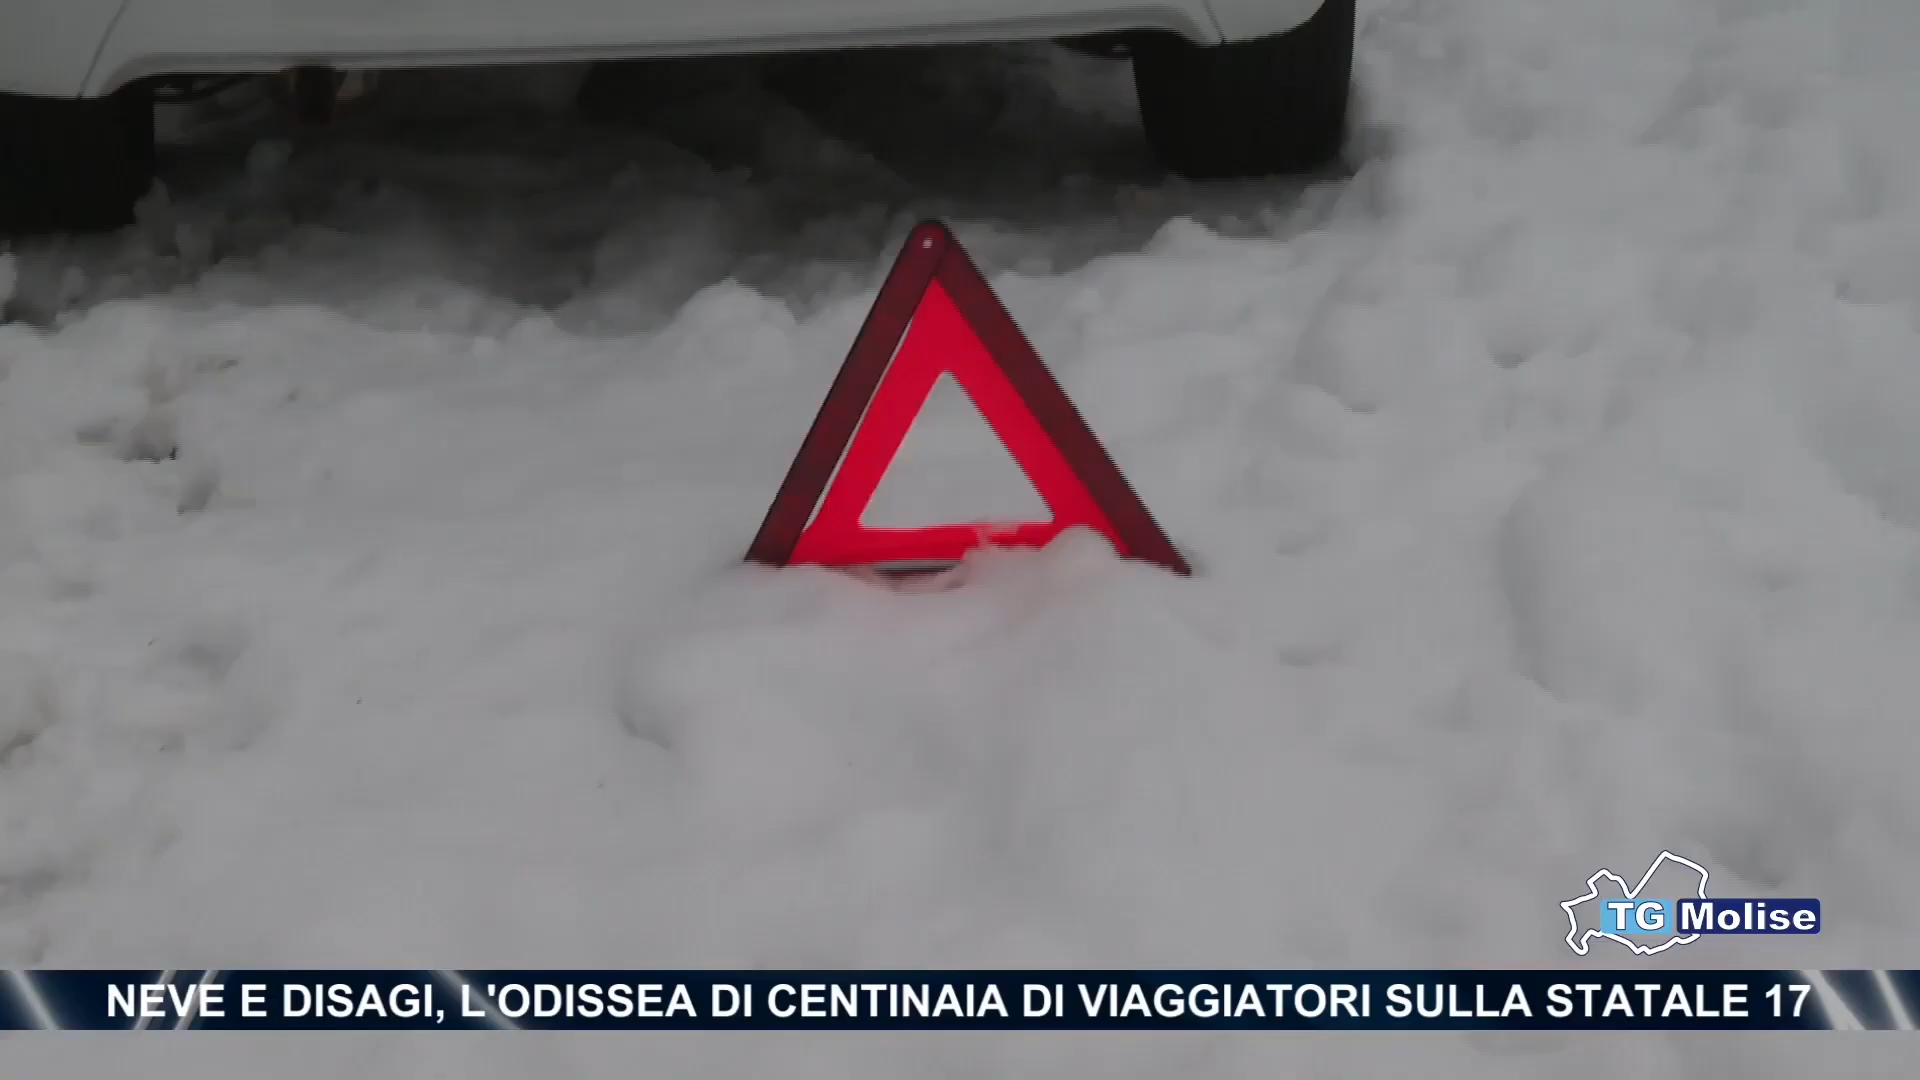 TG Molise
NEVE E DISAGI, L'ODISSEA DI CENTINAIA DI VIAGGIATORI SULLA STATALE 17